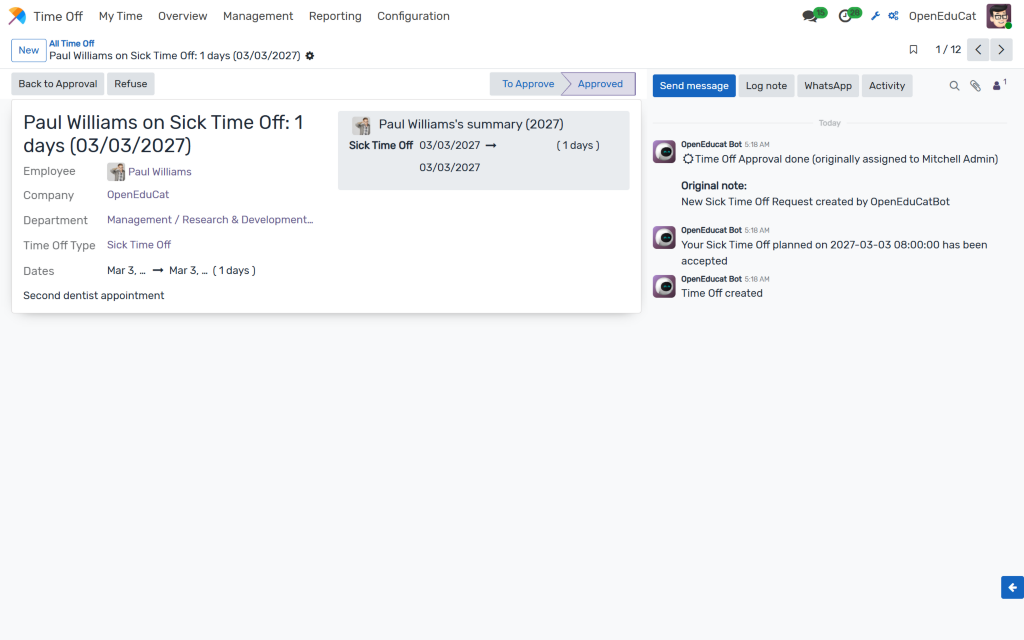 Time Off My Time Overview Management Reporting Configuration 15 28 OpenEduCat
New All Time Off
Paul Williams on Sick Time Off: 1 days (03/03/2027) 1 / 12
Back to Approval Refuse To Approve Approved Send message Log note WhatsApp Activity 1
Paul Williams on Sick Time Off: 1
days (03/03/2027)
Employee Paul Williams
Company OpenEduCat
Department Management / Research & Development...
Time Off Type Sick Time Off
Dates Mar 3, ... → Mar 3, ... ( 1 days )
Second dentist appointment
Paul Williams's summary (2027)
Sick Time Off 03/03/2027 → ( 1 days )
03/03/2027
Today
OpenEducat Bot 5:18 AM
Time Off Approval done (originally assigned to Mitchell Admin)
Original note:
New Sick Time Off Request created by OpenEduCatBot
OpenEducat Bot 5:18 AM
Your Sick Time Off planned on 2027-03-03 08:00:00 has been
accepted
OpenEducat Bot 5:18 AM
Time Off created